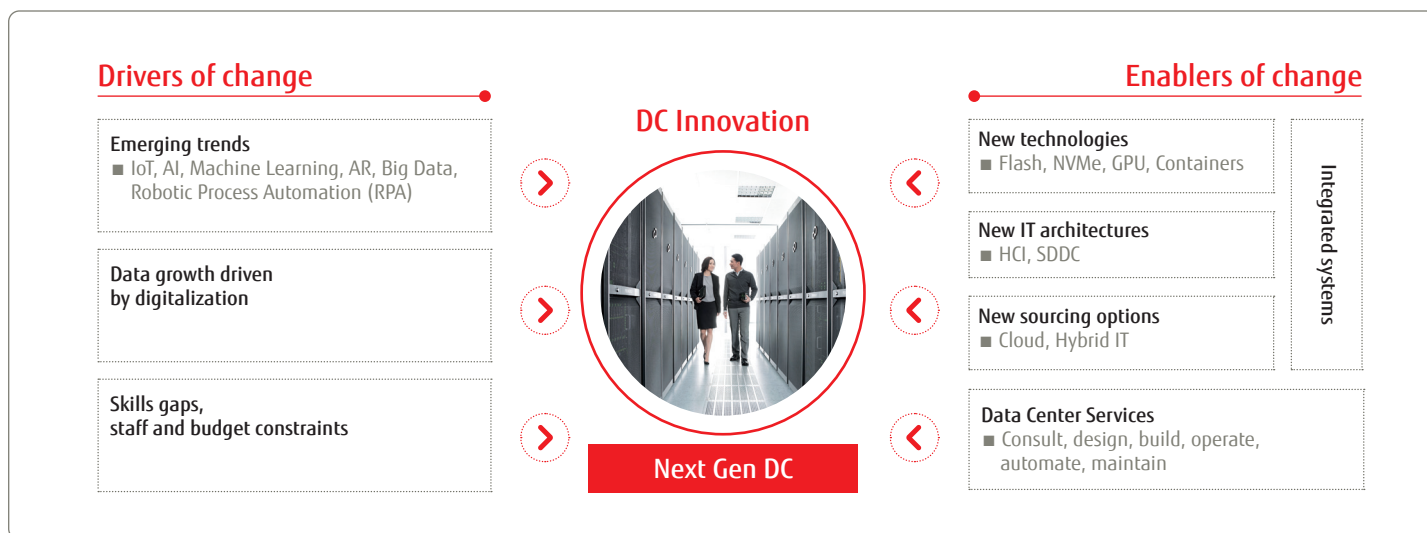 Drivers of change
Emerging trends
■ IoT, AI, Machine Learning, AR, Big Data,
Robotic Process Automation (RPA)
Data growth driven
by digitalization
Skills gaps,
staff and budget constraints
DC Innovation
Next Gen DC
Enablers of change
New technologies
■ Flash, NVMe, GPU, Containers
New IT architectures
■ HCI, SDDC
New sourcing options
■ Cloud, Hybrid IT
Integrated systems
Data Center Services
■ Consult, design, build, operate,
automate, maintain